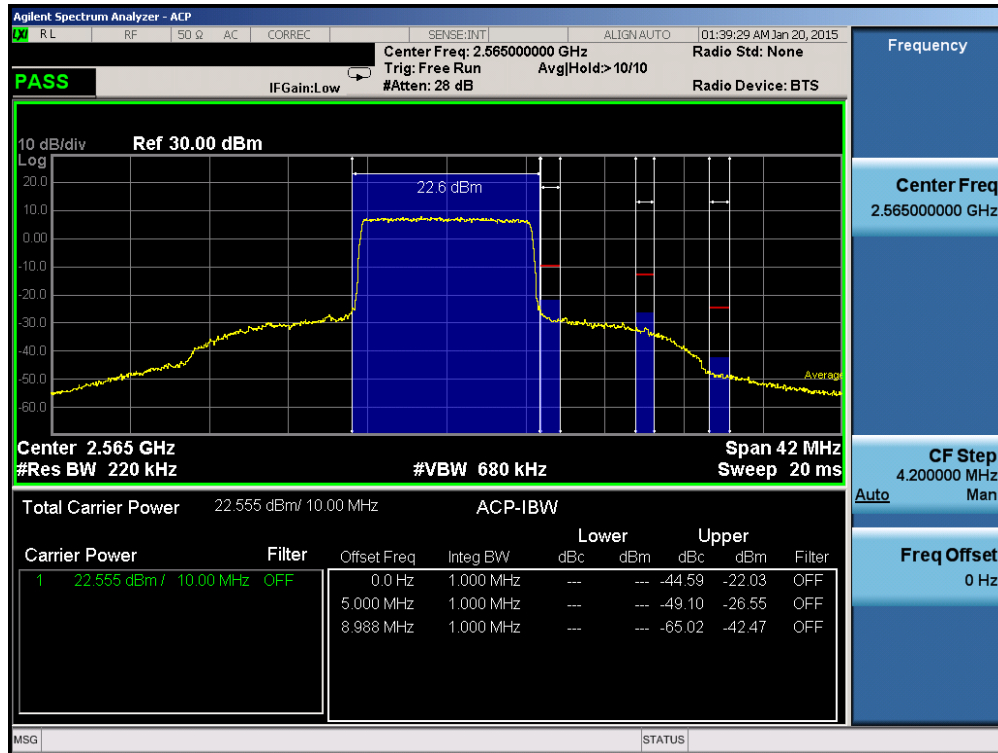 Agilent Spectrum Analyzer - ACP
LXI RL RF 50 Ω AC CORREC SENSE:INT ALIGN AUTO 01:39:29 AM Jan 20, 2015
Center Freq: 2.565000000 GHz Radio Std: None
Trig: Free Run Avg|Hold:> 10/10
PASS IFGain:Low #Atten: 28 dB Radio Device: BTS
10 dB/div Ref 30.00 dBm
Log
20.0
10.0
0.00
-10.0
-20.0
-30.0
-40.0
-50.0
-60.0
22.6 dBm
Average
Center 2.565 GHz Span 42 MHz
#Res BW 220 kHz #VBW 680 kHz Sweep 20 ms
Total Carrier Power 22.555 dBm/ 10.00 MHz ACP-IBW
Lower Upper
Carrier Power Filter Offset Freq Integ BW dBc dBm dBc dBm Filter
1 22.555 dBm / 10.00 MHz OFF 0.0 Hz 1.000 MHz --- --- -44.59 -22.03 OFF
5.000 MHz 1.000 MHz --- --- -49.10 -26.55 OFF
8.988 MHz 1.000 MHz --- --- -65.02 -42.47 OFF
MSG STATUS
Frequency
Center Freq
2.565000000 GHz
CF Step
4.200000 MHz
Auto Man
Freq Offset
0 Hz